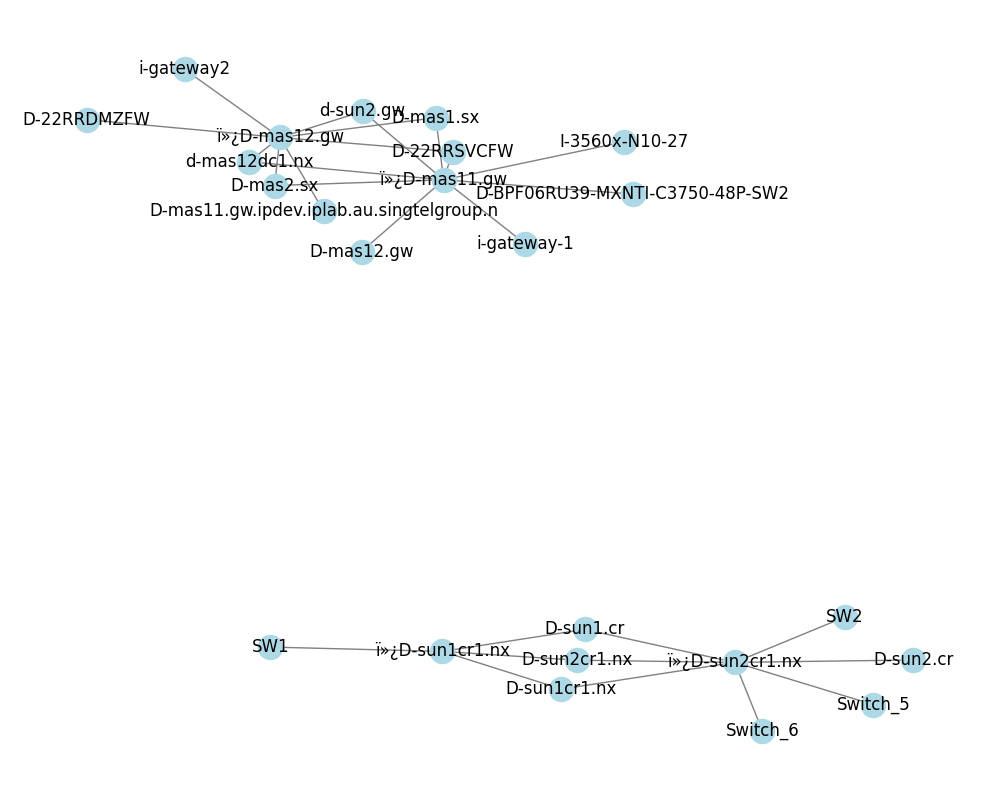 i-gateway2
d-sun2.gw
D-mas1.sx
D-22RRDMZFW
ï»¿D-mas12.gw
I-3560x-N10-27
D-22RRSVCFW
d-mas12dc1.nx
ï»¿D-mas11.gw
D-mas2.sx
D-BPF06RU39-MXNTI-C3750-48P-SW2
D-mas11.gw.ipdev.iplab.au.singtelgroup.n
i-gateway-1
D-mas12.gw
SW2
D-sun1.cr
SW1
ï»¿D-sun1cr1.nx
D-sun2cr1.nx
ï»¿D-sun2cr1.nx
D-sun2.cr
D-sun1cr1.nx
Switch_5
Switch_6